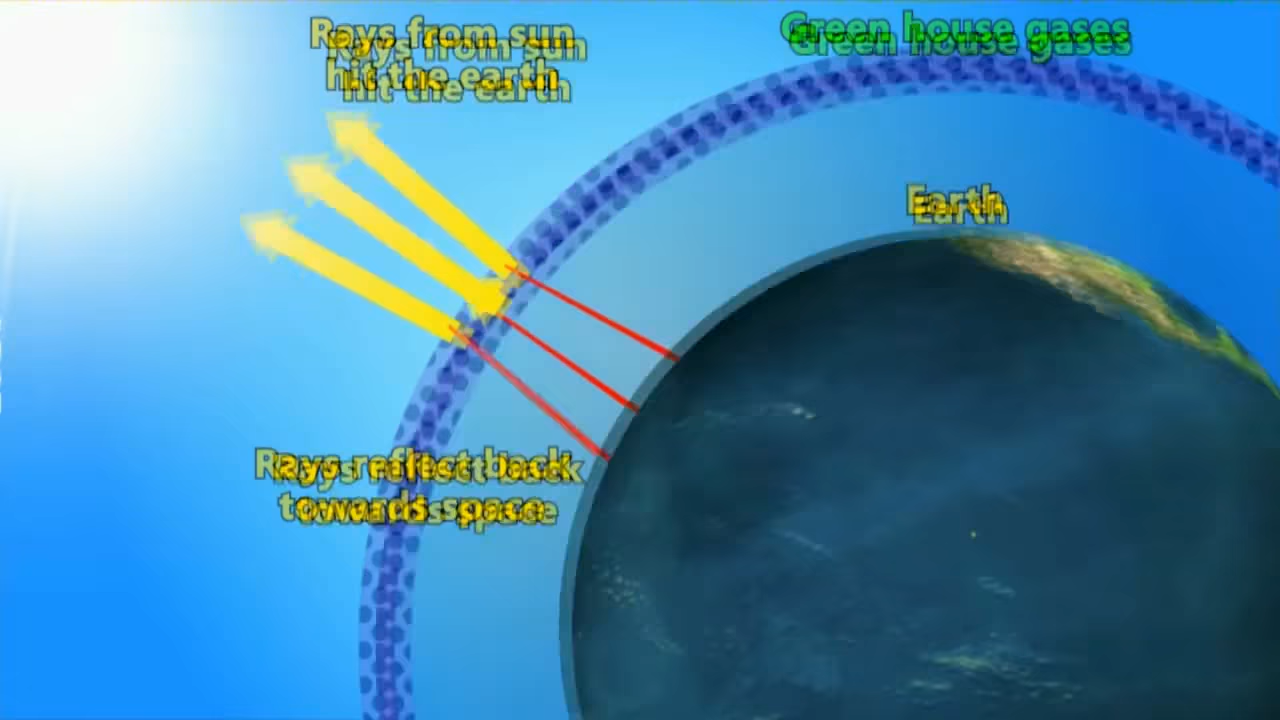 Rays from sun
hit the earth
Green house gases
Earth
Rays reflect back
towards space